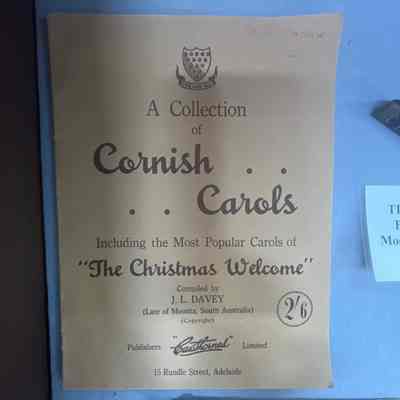 A Collection
of
Cornish . .
. . Carols
Including the Most Popular Carols of
"The Christmas Welcome"
Compiled by
J. L. DAVEY
(Late of Moonta, South Australia)
(Copyright)
2/6
Publishers "Cawthornes" Limited
15 Rundle Street, Adelaide